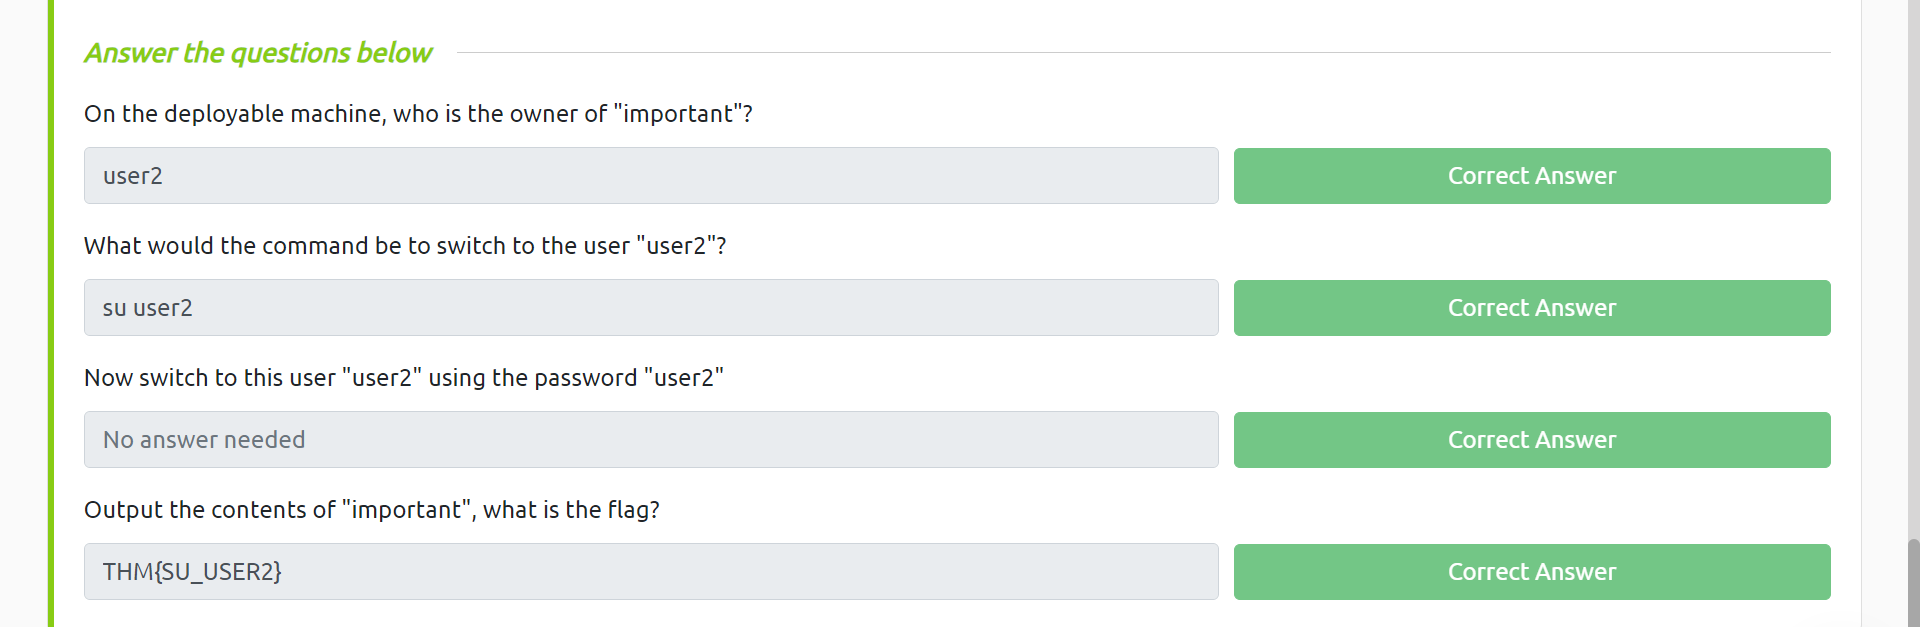 Answer the questions below
On the deployable machine, who is the owner of "important"?
user2
Correct Answer
What would the command be to switch to the user "user2"?
su user2
Correct Answer
Now switch to this user "user2" using the password "user2"
No answer needed
Correct Answer
Output the contents of "important", what is the flag?
THM{SU_USER2}
Correct Answer